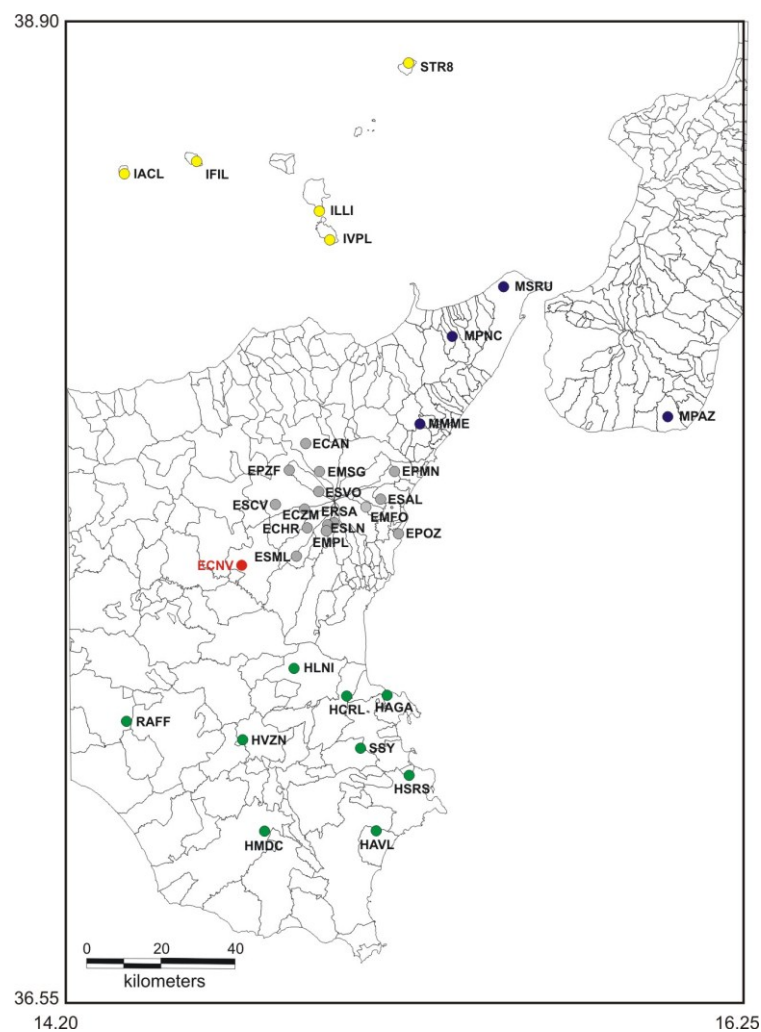 38.90
STR8
IACL
IFIL
ILLI
IVPL
MSRU
MPNC
MPAZ
MMME
ECAN
EPZF
EMSG
EPMN
ESVO
ESAL
ESCV
ECZM
ERSA
EMFO
ECHR
ESLN
EMPL
EPOZ
ESML
ECNV
HLNI
HCRL
HAGA
RAFF
HVZN
SSY
HSRS
HMDC
HAVL
0 20 40
kilometers
36.55
14.20 16.25